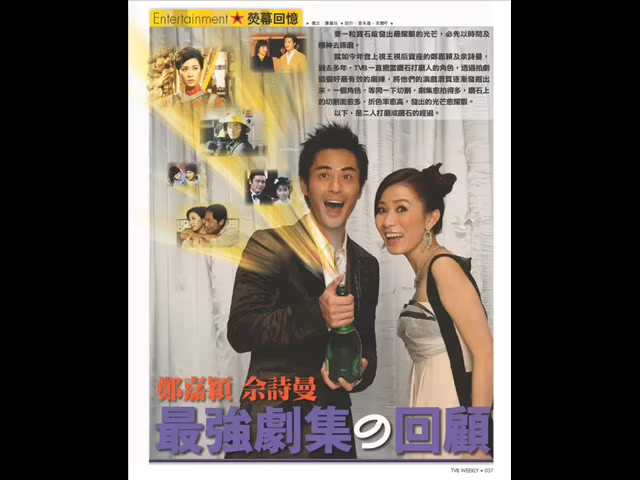 Entertainment★熒幕回憶
要一粒寶石綻發出最耀眼的光芒，必先以時間及
精神去琢磨。
就如今年登上視王視后寶座的鄭嘉穎及佘詩曼，
過去多年，TVB一直擔當鑽石打磨人的角色，透過拍劇
這個好最有效的磨練，將他們的演戲潛質逐漸發掘出
來。一個角色，等同一下切割，劇集愈拍得多，鑽石上
的切割面愈多，折色率愈高，發出的光芒愈耀眼。
以下，是二人打磨成鑽石的經過。
鄭嘉穎 佘詩曼
最強劇集の回顧
TVB WEEKLY • 037